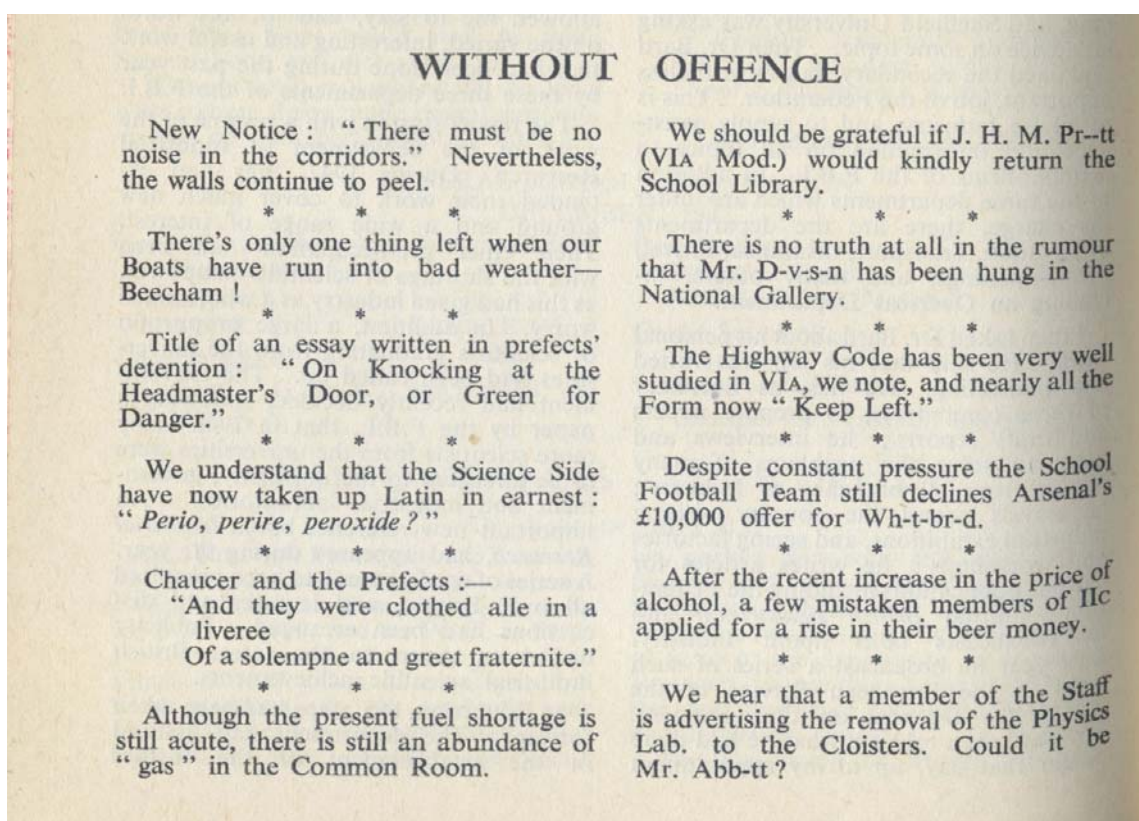 WITHOUT OFFENCE
New Notice : “ There must be no
noise in the corridors.” Nevertheless,
the walls continue to peel.
* * *
There's only one thing left when our
Boats have run into bad weather—
Beecham !
* * *
Title of an essay written in prefects'
detention : “ On Knocking at the
Headmaster's Door, or Green for
Danger.”
* * *
We understand that the Science Side
have now taken up Latin in earnest :
“ Perio, perire, peroxide ? ”
* * *
Chaucer and the Prefects :—
“And they were clothed alle in a
liveree
Of a solempne and greet fraternite.”
* * *
Although the present fuel shortage is
still acute, there is still an abundance of
“ gas ” in the Common Room.
We should be grateful if J. H. M. Pr--tt
(VIA Mod.) would kindly return the
School Library.
* * *
There is no truth at all in the rumour
that Mr. D-v-s-n has been hung in the
National Gallery.
* * *
The Highway Code has been very well
studied in VIA, we note, and nearly all the
Form now “ Keep Left.”
* * *
Despite constant pressure the School
Football Team still declines Arsenal's
£10,000 offer for Wh-t-br-d.
* * *
After the recent increase in the price of
alcohol, a few mistaken members of IIC
applied for a rise in their beer money.
* * *
We hear that a member of the Staff
is advertising the removal of the Physics
Lab. to the Cloisters. Could it be
Mr. Abb-tt ?